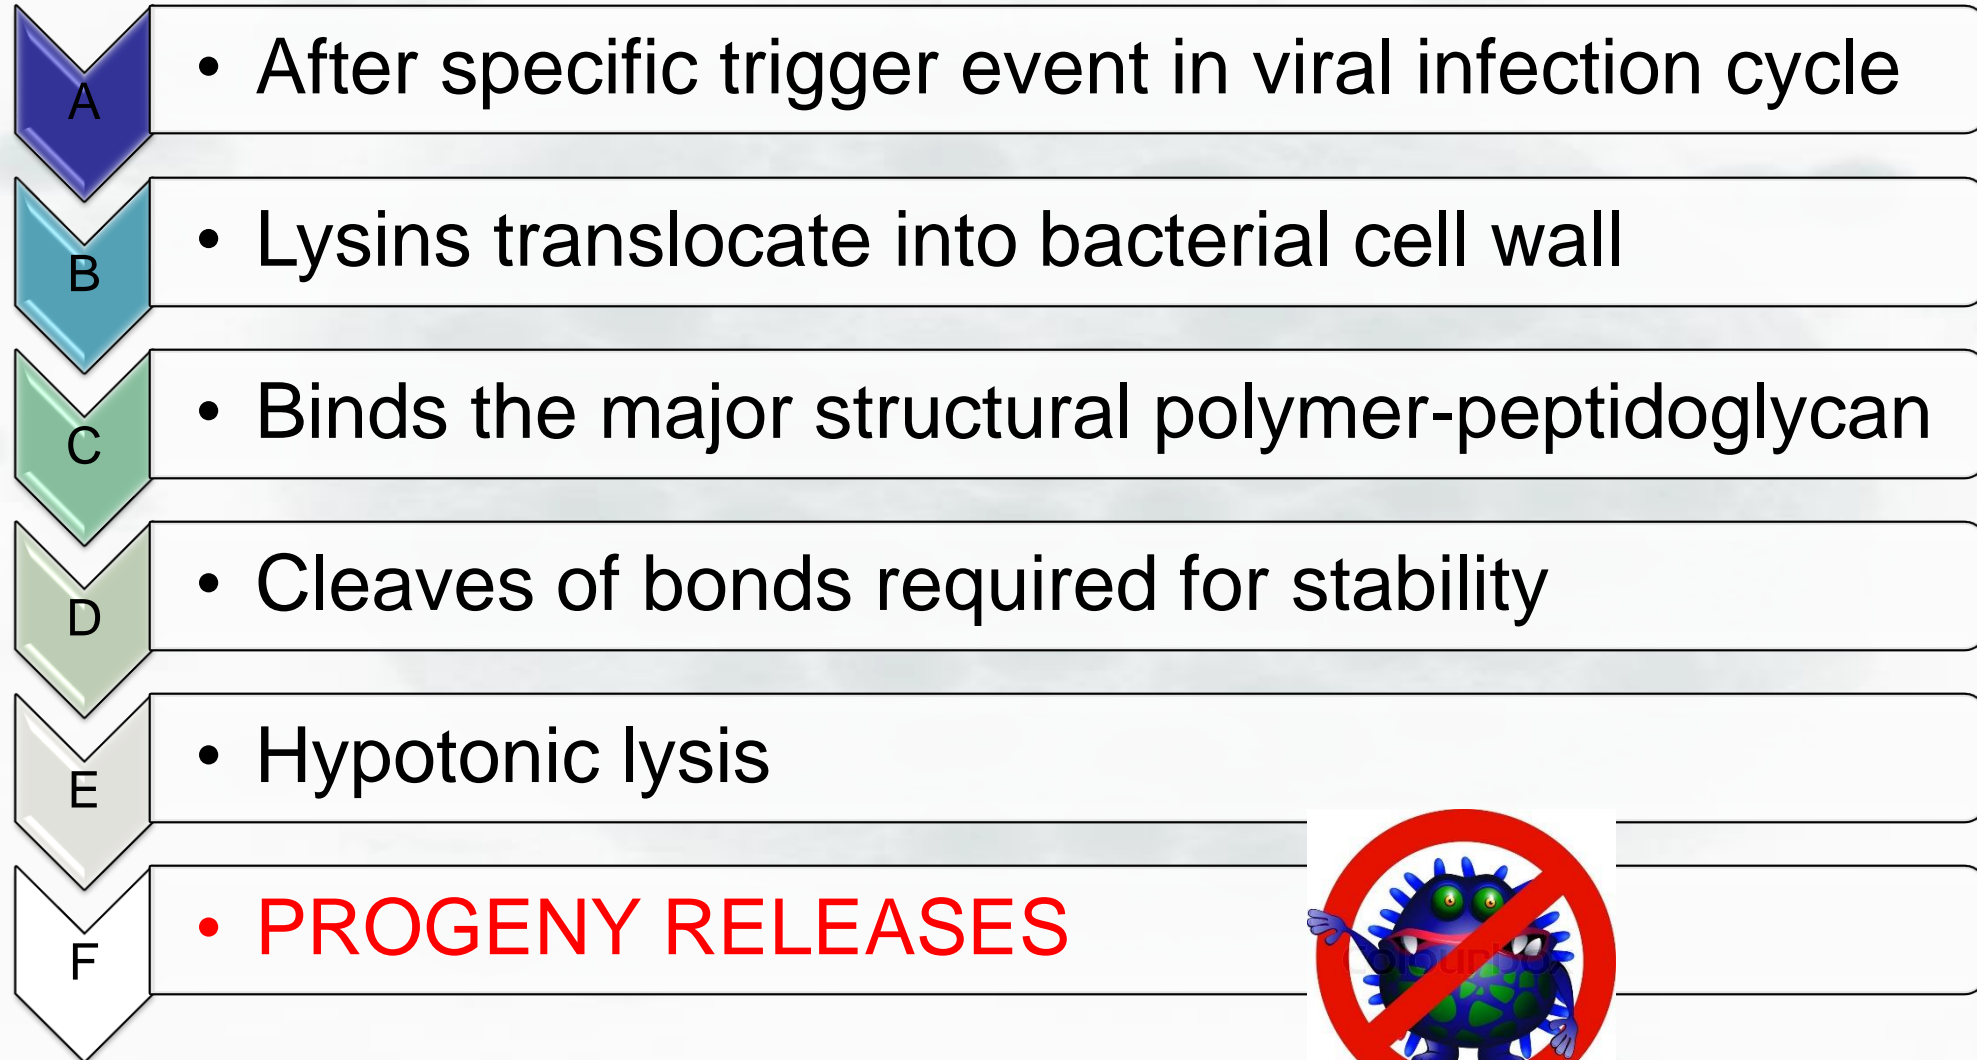 A
• After specific trigger event in viral infection cycle
B
• Lysins translocate into bacterial cell wall
C
• Binds the major structural polymer-peptidoglycan
D
• Cleaves of bonds required for stability
E
• Hypotonic lysis
F
• PROGENY RELEASES
colourbox